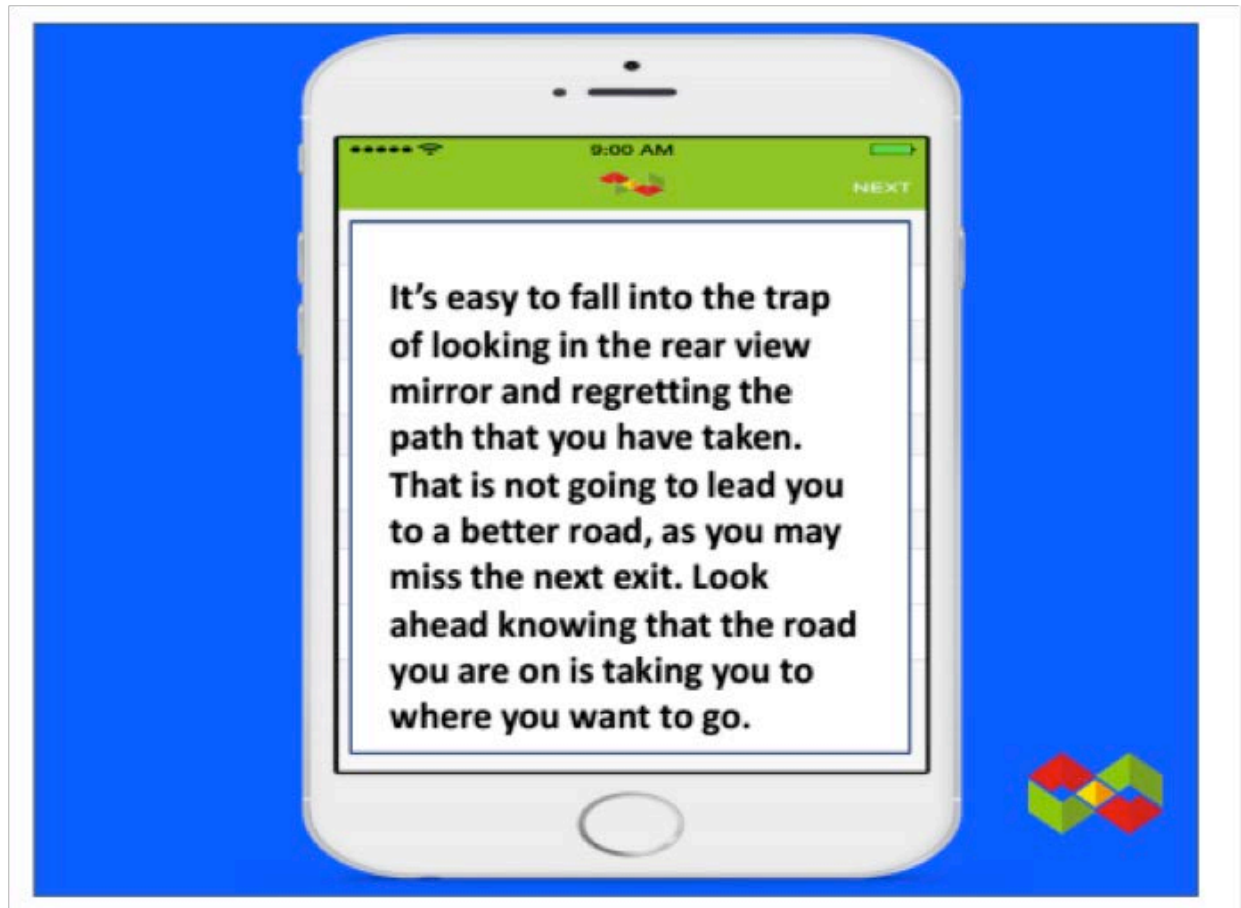 9:00 AM
NEXT
It’s easy to fall into the trap
of looking in the rear view
mirror and regretting the
path that you have taken.
That is not going to lead you
to a better road, as you may
miss the next exit. Look
ahead knowing that the road
you are on is taking you to
where you want to go.